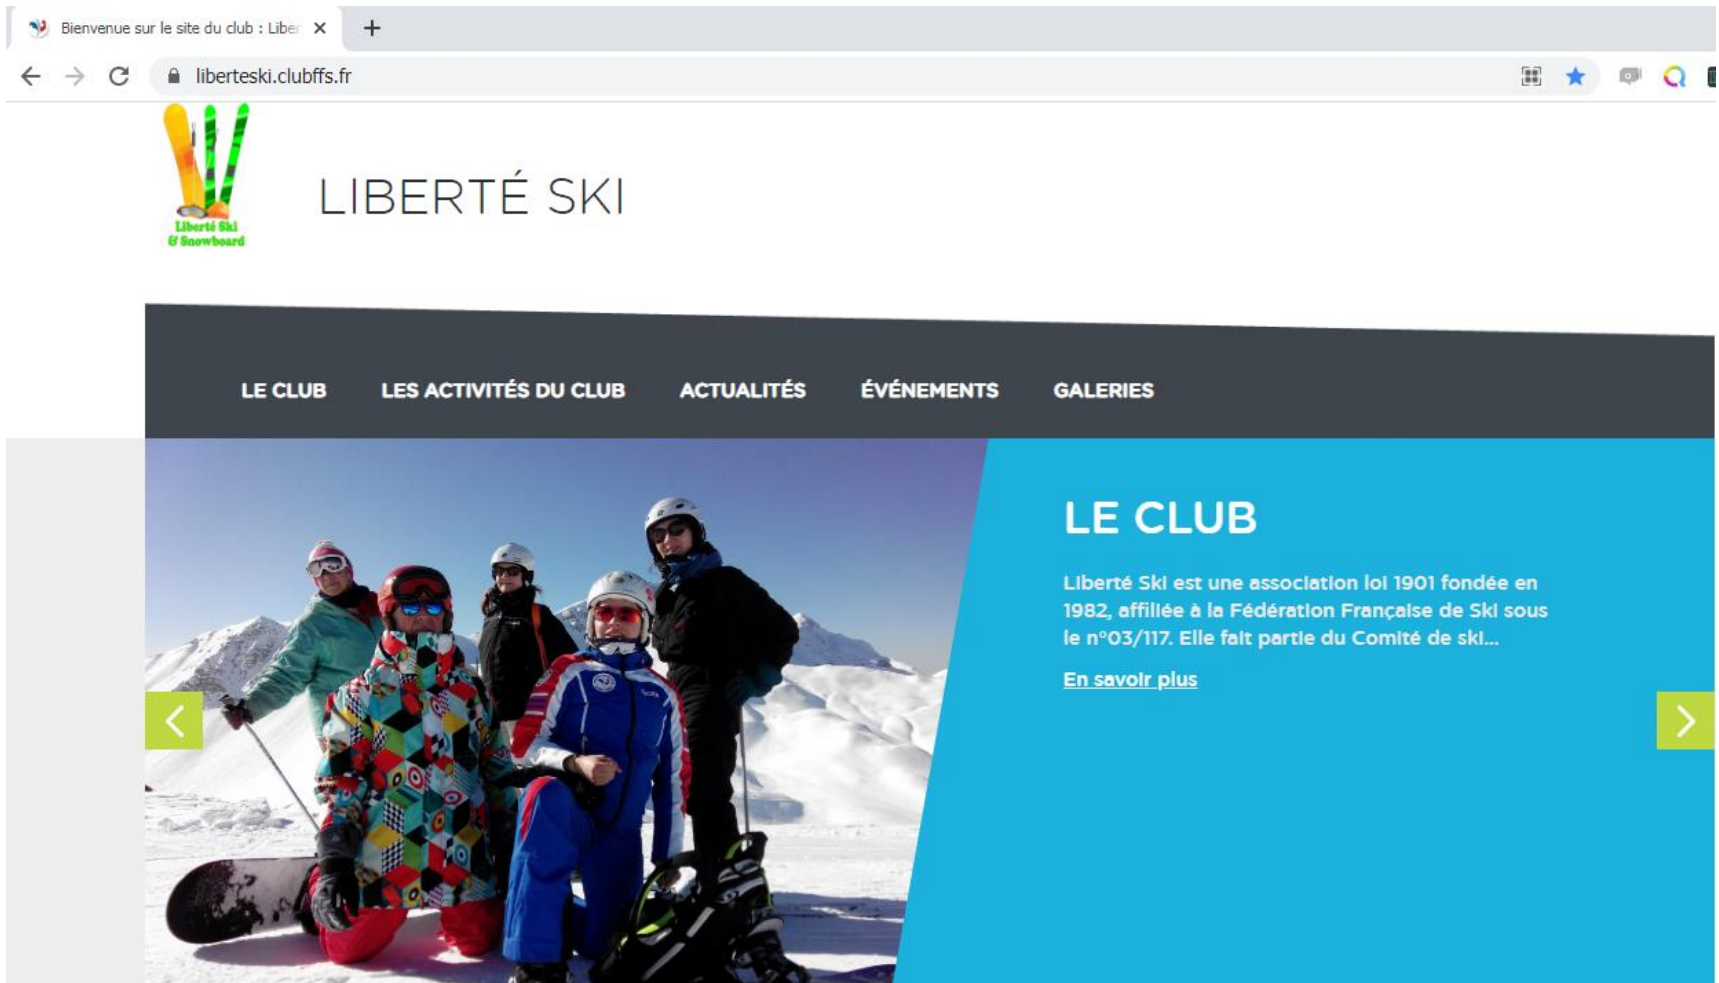 Bienvenue sur le site du club : Liber
liberteski.clubffs.fr
Liberté Ski
& Snowboard
LIBERTÉ SKI
LE CLUB LES ACTIVITÉS DU CLUB ACTUALITÉS ÉVÉNEMENTS GALERIES
LE CLUB
Liberté Ski est une association loi 1901 fondée en
1982, affiliée à la Fédération Française de Ski sous
le n°03/117. Elle fait partie du Comité de ski...
En savoir plus